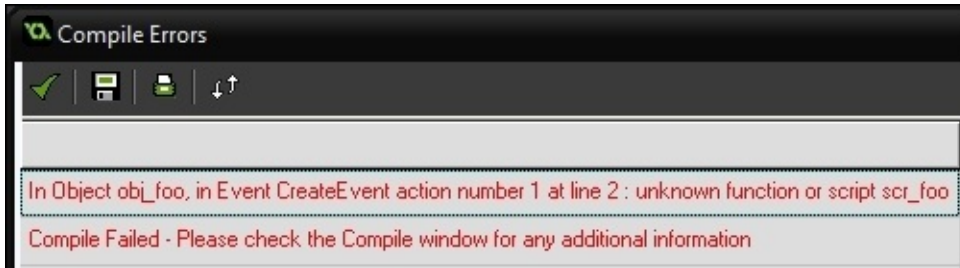 Compile Errors
In Object obj_foo, in Event CreateEvent action number 1 at line 2 : unknown function or script scr_foo
Compile Failed - Please check the Compile window for any additional information